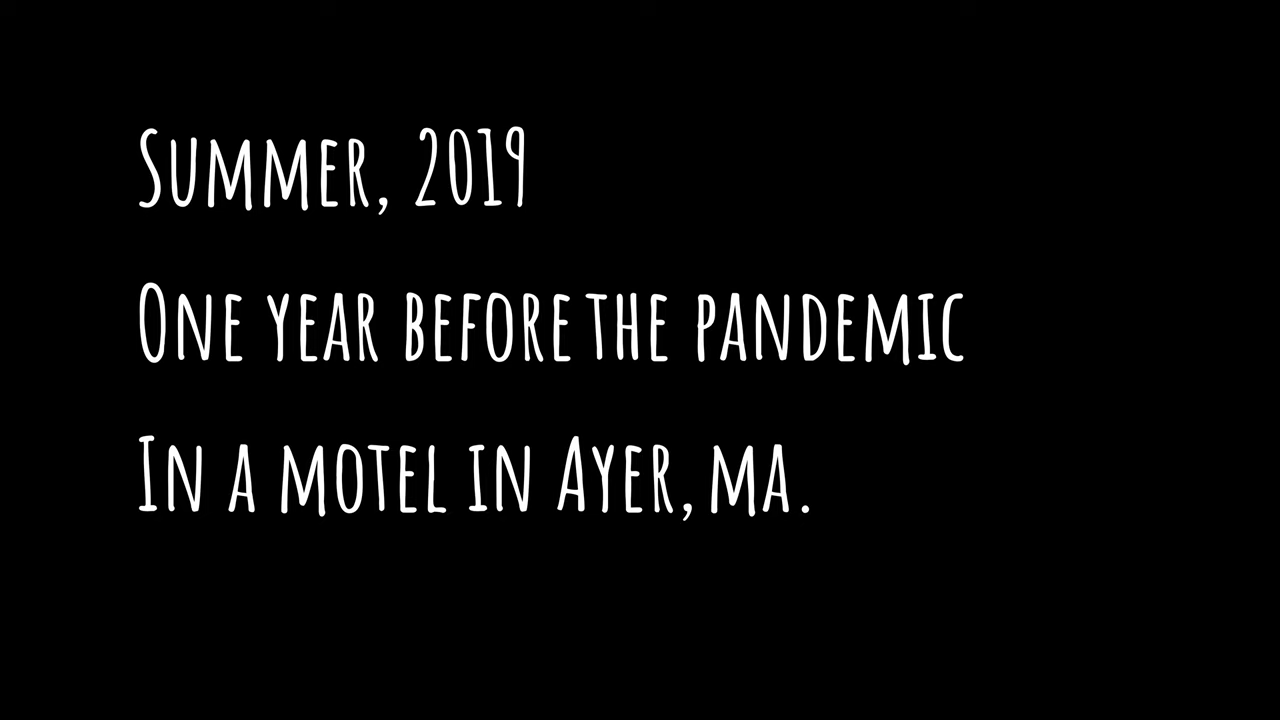 Summer, 2019
One year before the pandemic
In a motel in Ayer, MA.